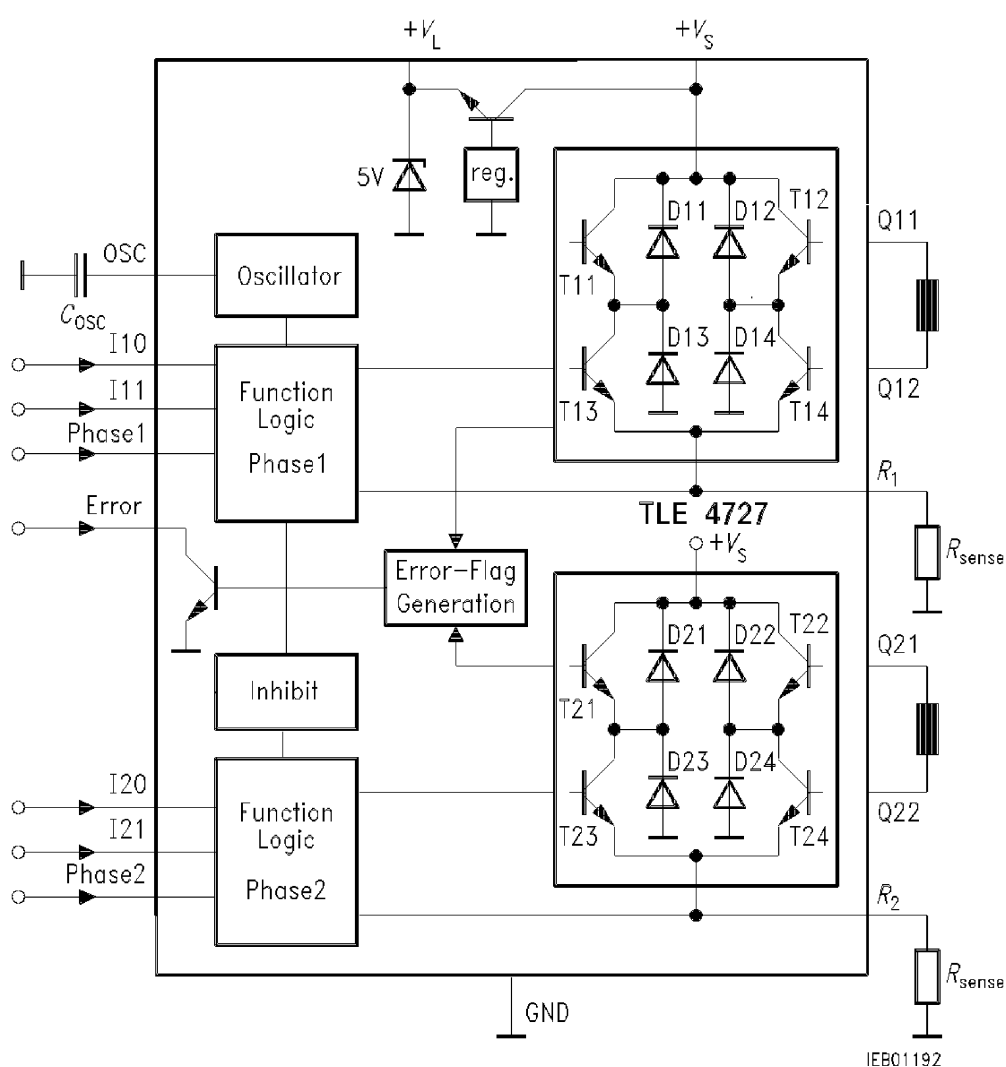 +VL
+VS
5V
reg.
D11
D12
T12
Q11
OSC
Oscillator
T11
COSC
I10
D13
D14
Q12
I11
Function
Logic
Phase1
T13
T14
Phase1
R1
Error
TLE 4727
+VS
Rsense
Error-Flag
Generation
D21
D22
T22
Q21
Inhibit
T21
D23
D24
I20
Function
Logic
Phase2
Q22
I21
T23
T24
Phase2
R2
Rsense
GND
IEB01192